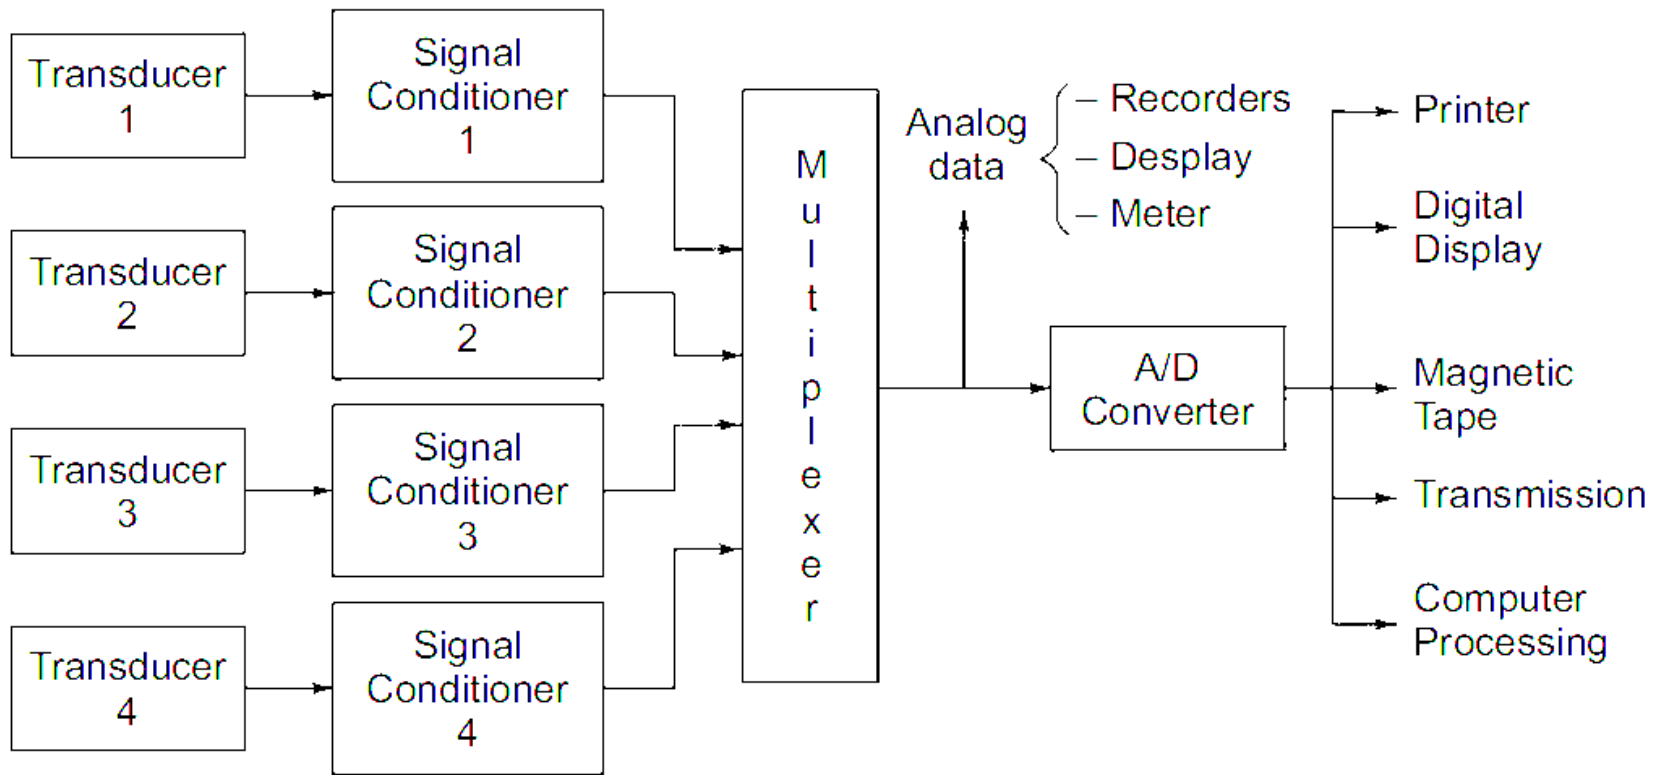 Transducer
1
Signal
Conditioner
1
Transducer
2
Signal
Conditioner
2
Transducer
3
Signal
Conditioner
3
Transducer
4
Signal
Conditioner
4
Multiplexer
Analog
data
– Recorders
– Desplay
– Meter
A/D
Converter
Printer
Digital
Display
Magnetic
Tape
Transmission
Computer
Processing